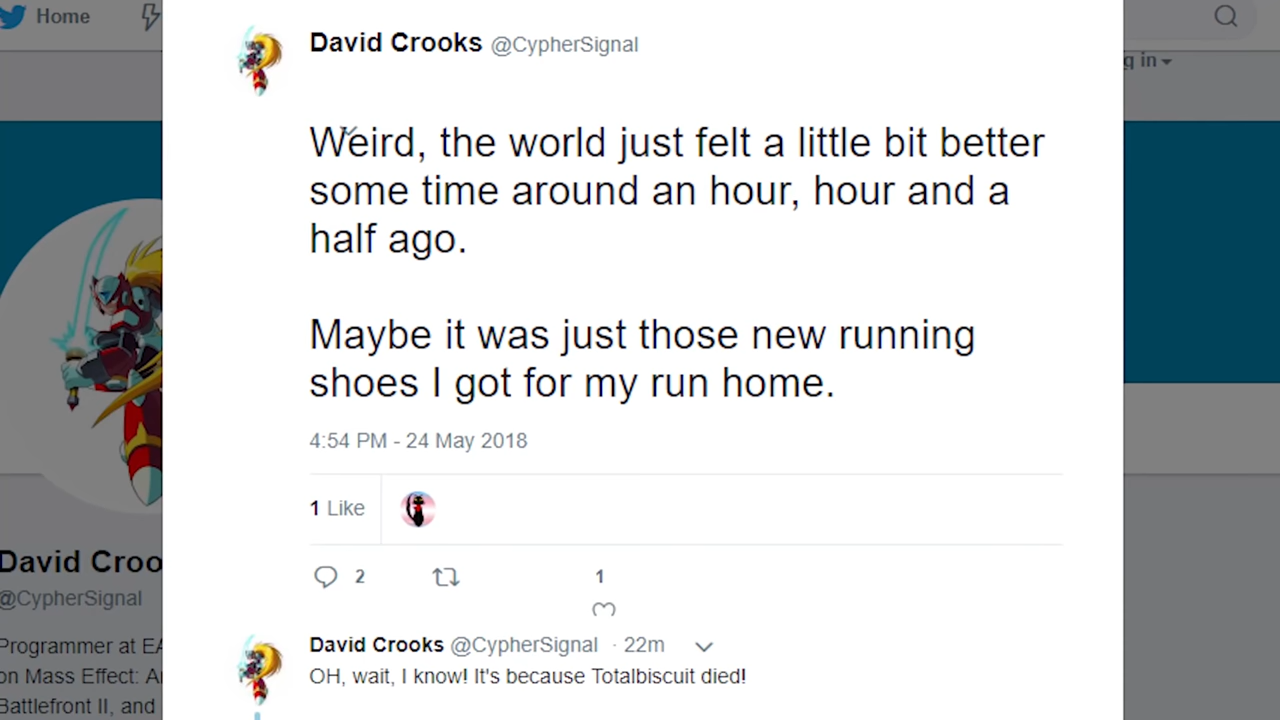 Home
g in
David Crooks @CypherSignal
Weird, the world just felt a little bit better
some time around an hour, hour and a
half ago.
Maybe it was just those new running
shoes I got for my run home.
4:54 PM - 24 May 2018
1 Like
2 1
David Croo
@CypherSignal
Programmer at EA
on Mass Effect: A
Battlefront II, and
David Crooks @CypherSignal · 22m
OH, wait, I know! It's because Totalbiscuit died!